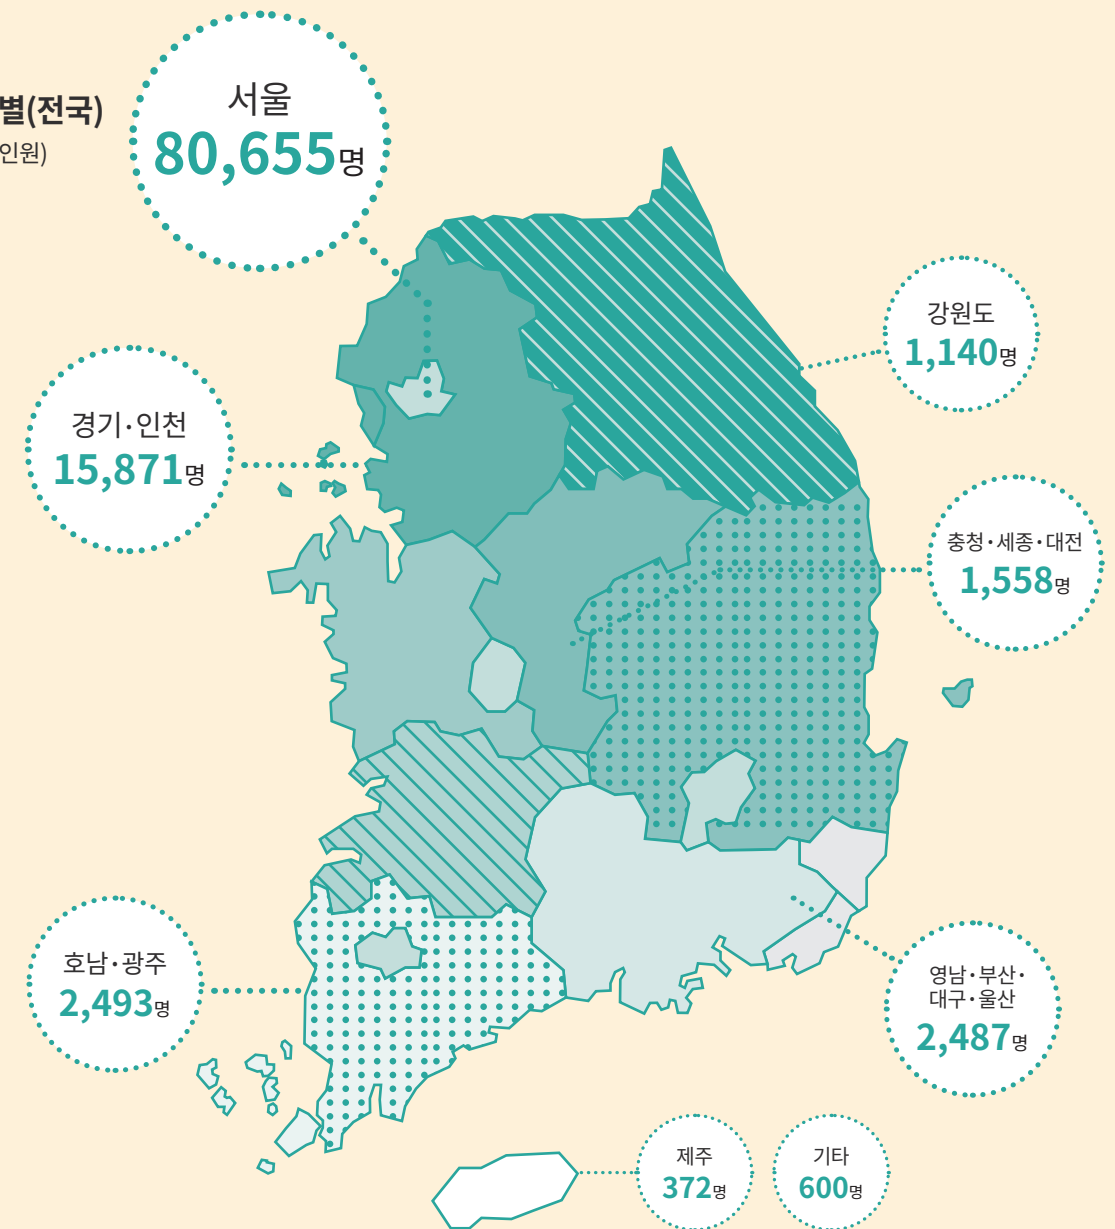 별(전국)
인원)
서울
80,655명
강원도
1,140명
경기·인천
15,871명
충청·세종·대전
1,558명
호남·광주
2,493명
영남·부산·
대구·울산
2,487명
제주
372명
기타
600명